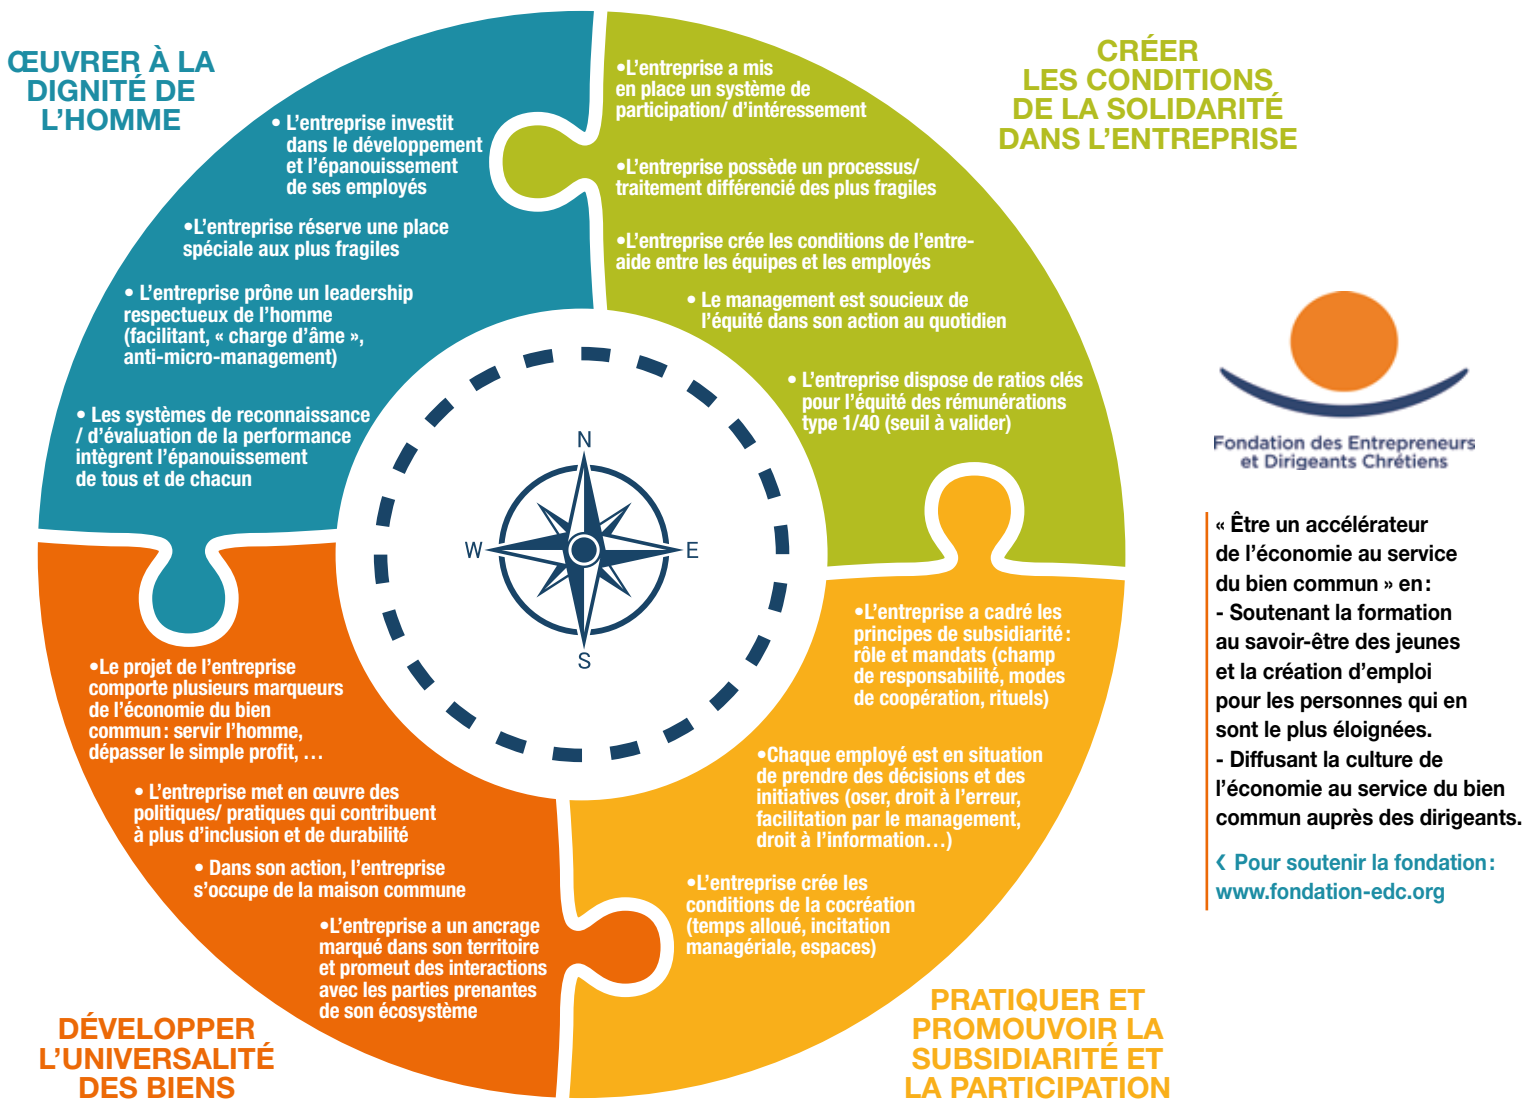 ŒUVRER À LA
DIGNITÉ DE
L'HOMME
• L'entreprise investit
dans le développement
et l'épanouissement
de ses employés
•L'entreprise réserve une place
spéciale aux plus fragiles
• L'entreprise prône un leadership
respectueux de l'homme
(facilitant, « charge d'âme »,
anti-micro-management)
• Les systèmes de reconnaissance
/ d'évaluation de la performance
intègrent l'épanouissement
de tous et de chacun
CRÉER
LES CONDITIONS
DE LA SOLIDARITÉ
DANS L'ENTREPRISE
•L'entreprise a mis
en place un système de
participation/ d'intéressement
•L'entreprise possède un processus/
traitement différencié des plus fragiles
•L'entreprise crée les conditions de l'entre-
aide entre les équipes et les employés
• Le management est soucieux de
l'équité dans son action au quotidien
• L'entreprise dispose de ratios clés
pour l'équité des rémunérations
type 1/40 (seuil à valider)
N
W
E
S
•L'entreprise a cadré les
principes de subsidiarité :
rôle et mandats (champ
de responsabilité, modes
de coopération, rituels)
•Chaque employé est en situation
de prendre des décisions et des
initiatives (oser, droit à l'erreur,
facilitation par le management,
droit à l'information…)
•L'entreprise crée les
conditions de la cocréation
(temps alloué, incitation
managériale, espaces)
PRATIQUER ET
PROMOUVOIR LA
SUBSIDIARITÉ ET
LA PARTICIPATION
•Le projet de l'entreprise
comporte plusieurs marqueurs
de l'économie du bien
commun : servir l'homme,
dépasser le simple profit, …
• L'entreprise met en œuvre des
politiques/ pratiques qui contribuent
à plus d'inclusion et de durabilité
• Dans son action, l'entreprise
s'occupe de la maison commune
•L'entreprise a un ancrage
marqué dans son territoire
et promeut des interactions
avec les parties prenantes
de son écosystème
DÉVELOPPER
L'UNIVERSALITÉ
DES BIENS
Fondation des Entrepreneurs
et Dirigeants Chrétiens
« Être un accélérateur
de l'économie au service
du bien commun » en :
- Soutenant la formation
au savoir-être des jeunes
et la création d'emploi
pour les personnes qui en
sont le plus éloignées.
- Diffusant la culture de
l'économie au service du bien
commun auprès des dirigeants.
❮ Pour soutenir la fondation :
www.fondation-edc.org